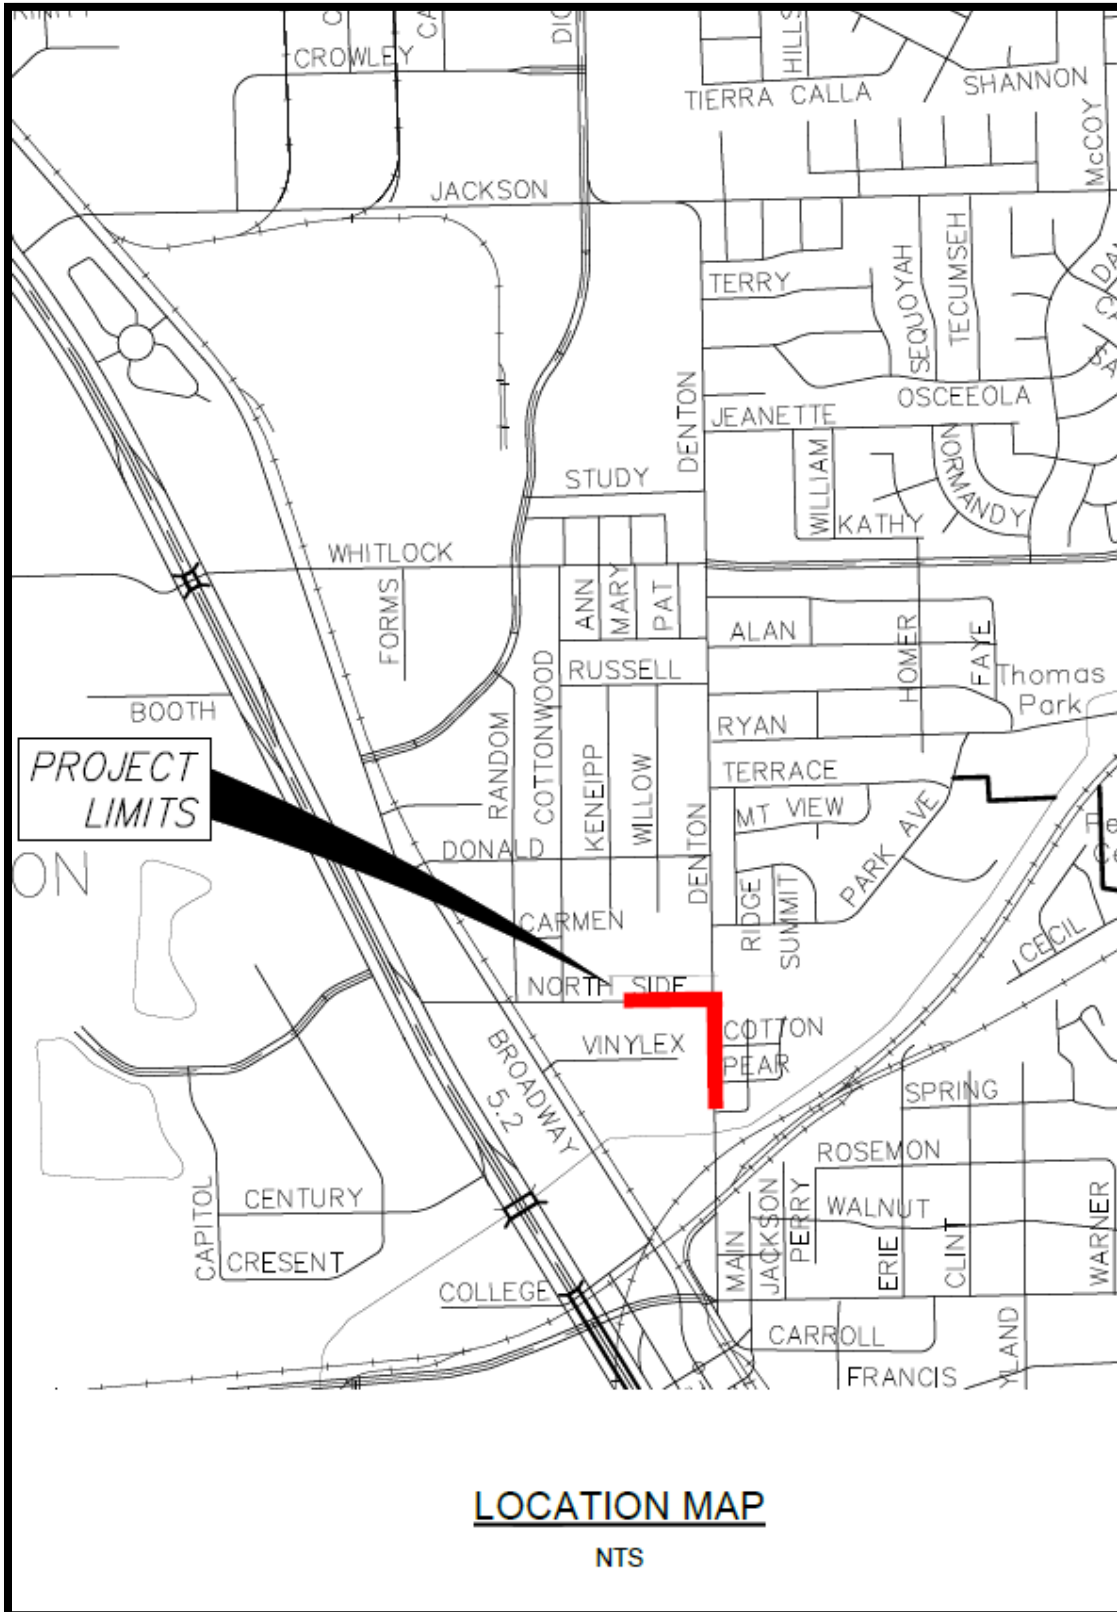 CROWLEY
HILLS
TIERRA CALLA
SHANNON
McCOY
JACKSON
TERRY
SEQUOYAH
TECUMSEH
OSCEEOLA
DENTON
JEANETTE
STUDY
WILLIAM
NORMANDY
KATHY
WHITLOCK
FORMS
ANN
MARY
PAT
ALAN
HOMER
FAYE
RUSSELL
Thomas
Park
BOOTH
RANDOM
COTTONWOOD
KENEIPP
WILLOW
RYAN
TERRACE
PROJECT
LIMITS
MT VIEW
PARK AVE
DONALD
DENTON
ON
RIDGE
SUMMIT
CARMEN
CECIL
NORTH SIDE
COTTON
VINYLEX
PEAR
BROADWAY
5.2
SPRING
ROSEMON
CAPITOL
CENTURY
WALNUT
MAIN
JACKSON
PERRY
ERIE
CLINT
WARNER
CRESENT
COLLEGE
CARROLL
YLAND
FRANCIS
LOCATION MAP
NTS